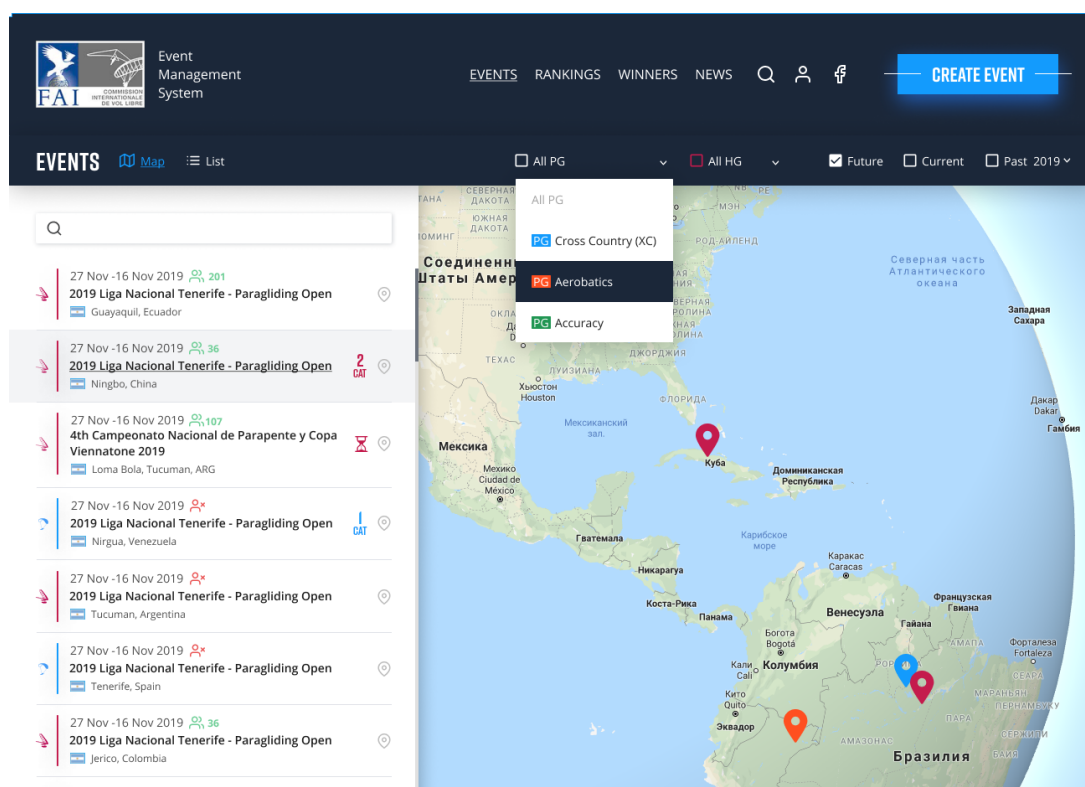 FAI
COMMISSION
INTERNATIONALE
DE VOL LIBRE
Event
Management
System
EVENTS RANKINGS WINNERS NEWS
CREATE EVENT
EVENTS Map List
All PG
All HG
Future Current Past 2019
All PG
PG Cross Country (XC)
PG Aerobatics
PG Accuracy
27 Nov -16 Nov 2019 201
2019 Liga Nacional Tenerife - Paragliding Open
Guayaquil, Ecuador
27 Nov -16 Nov 2019 36
2019 Liga Nacional Tenerife - Paragliding Open
2 CAT
Ningbo, China
27 Nov -16 Nov 2019 107
4th Campeonato Nacional de Parapente y Copa
Viennatone 2019
Loma Bola, Tucuman, ARG
27 Nov -16 Nov 2019
2019 Liga Nacional Tenerife - Paragliding Open
1 CAT
Nirgua, Venezuela
27 Nov -16 Nov 2019
2019 Liga Nacional Tenerife - Paragliding Open
Tucuman, Argentina
27 Nov -16 Nov 2019
2019 Liga Nacional Tenerife - Paragliding Open
Tenerife, Spain
27 Nov -16 Nov 2019 36
2019 Liga Nacional Tenerife - Paragliding Open
Jerico, Colombia
СЕВЕРНАЯ
ДАКОТА
ЮЖНАЯ
ДАКОТА
МЭН
РОД-АЙЛЕНД
Северная часть
Атлантического
океана
Западная
Сахара
ТЕХАС
ЛУИЗИАНА
ДЖОРДЖИЯ
Хьюстон
Houston
ФЛОРИДА
Дакар
Dakar
Гамбия
Мексиканский
зал.
Мексика
Куба
Мехико
Ciudad de
México
Доминиканская
Республика
Гватемала
Карибское
море
Никарагуа
Каракас
Caracas
Коста-Рика
Панама
Венесуэла
Французская
Гвиана
Гайана
Богота
Bogotá
АМАПА
Форталеза
Fortaleza
Кали
Cali
Колумбия
СЕАРА
Кито
Quito
МАРАНЬЯН
ПЕРНАМБУКУ
Эквадор
ПАРА
АМАЗОНАС
СЕРЖИПИ
Бразилия
БАИЯ